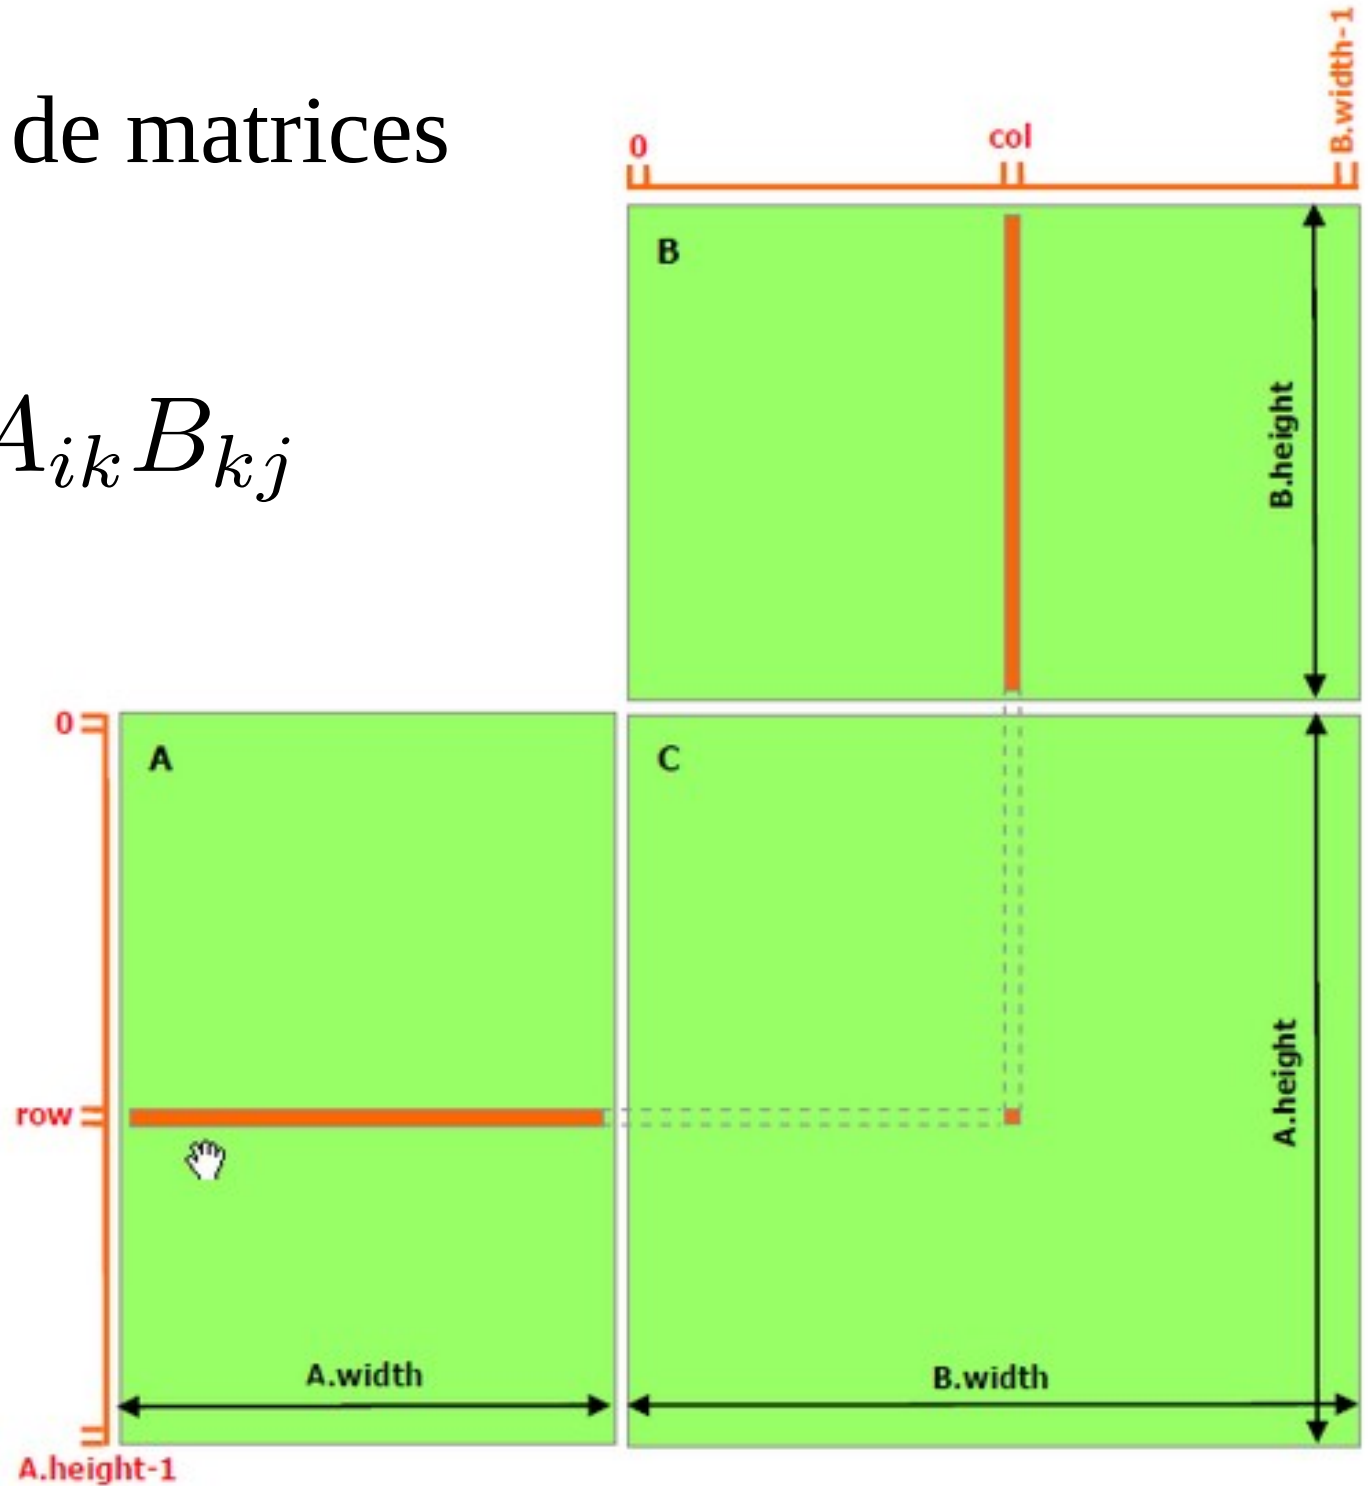 de matrices
B.width-1
0
col
B
B.height
A_{ik}B_{kj}
0
A
C
row
A.height
A.width
B.width
A.height-1